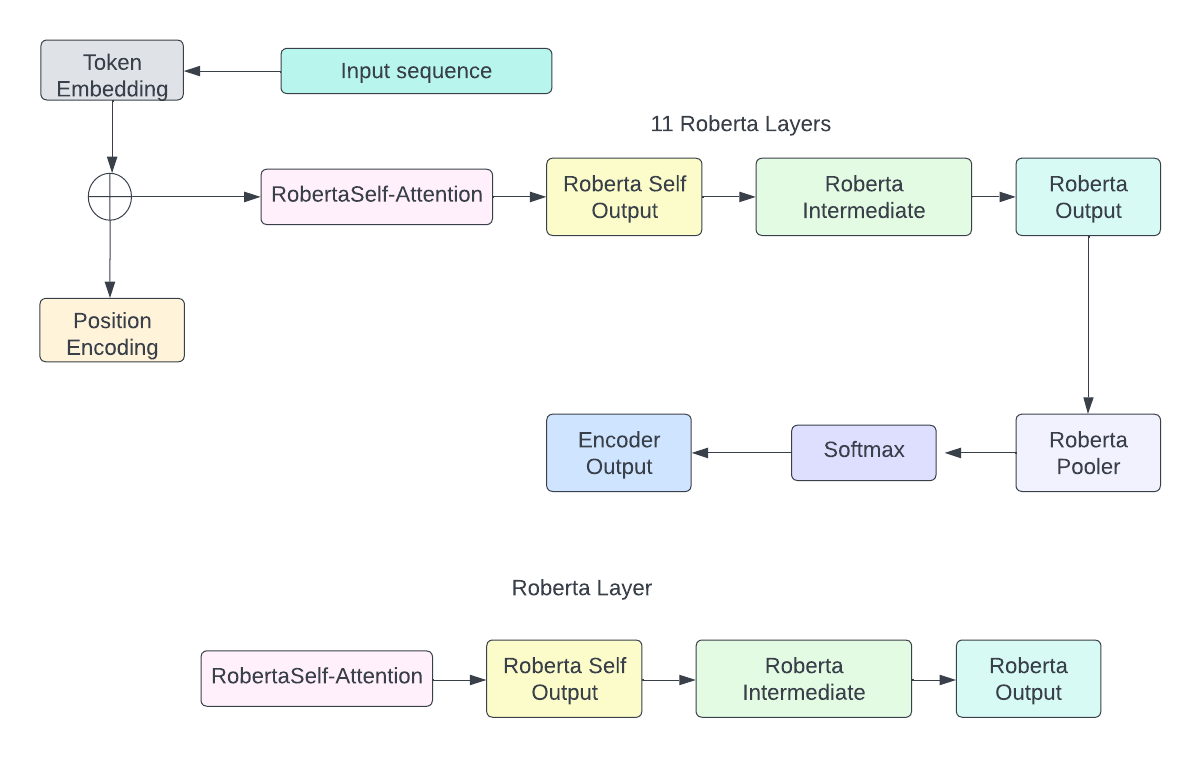 Token
Embedding
Input sequence
11 Roberta Layers
RobertaSelf-Attention
Roberta Self
Output
Roberta
Intermediate
Roberta
Output
Position
Encoding
Encoder
Output
Softmax
Roberta
Pooler
Roberta Layer
RobertaSelf-Attention
Roberta Self
Output
Roberta
Intermediate
Roberta
Output